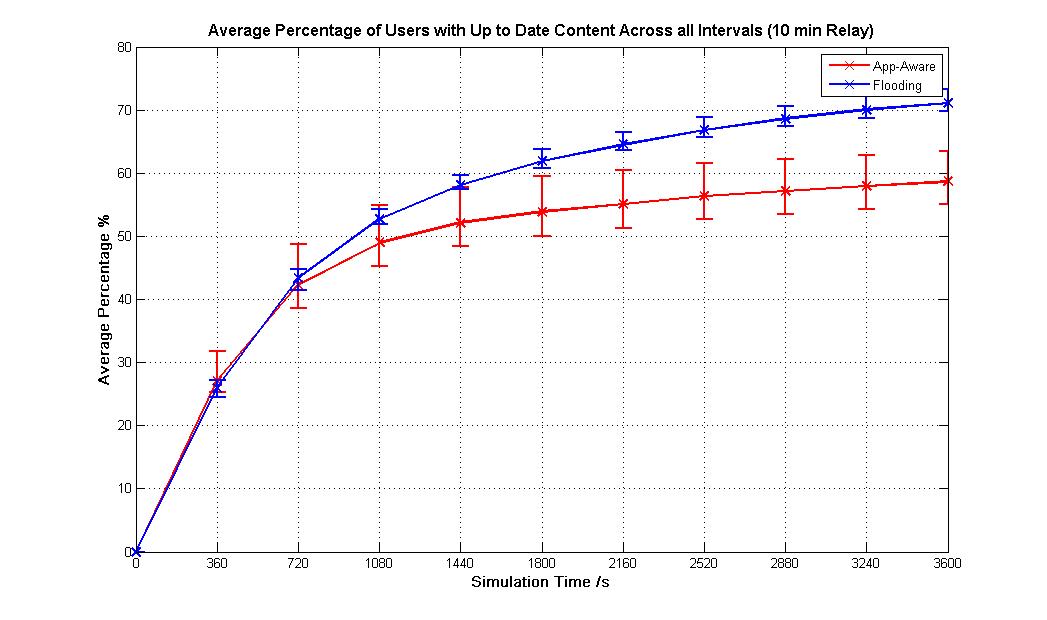 Average Percentage of Users with Up to Date Content Across all Intervals (10 min Relay)
App-Aware
Flooding
Average Percentage %
80
70
60
50
40
30
20
10
0
0 360 720 1080 1440 1800 2160 2520 2880 3240 3600
Simulation Time /s